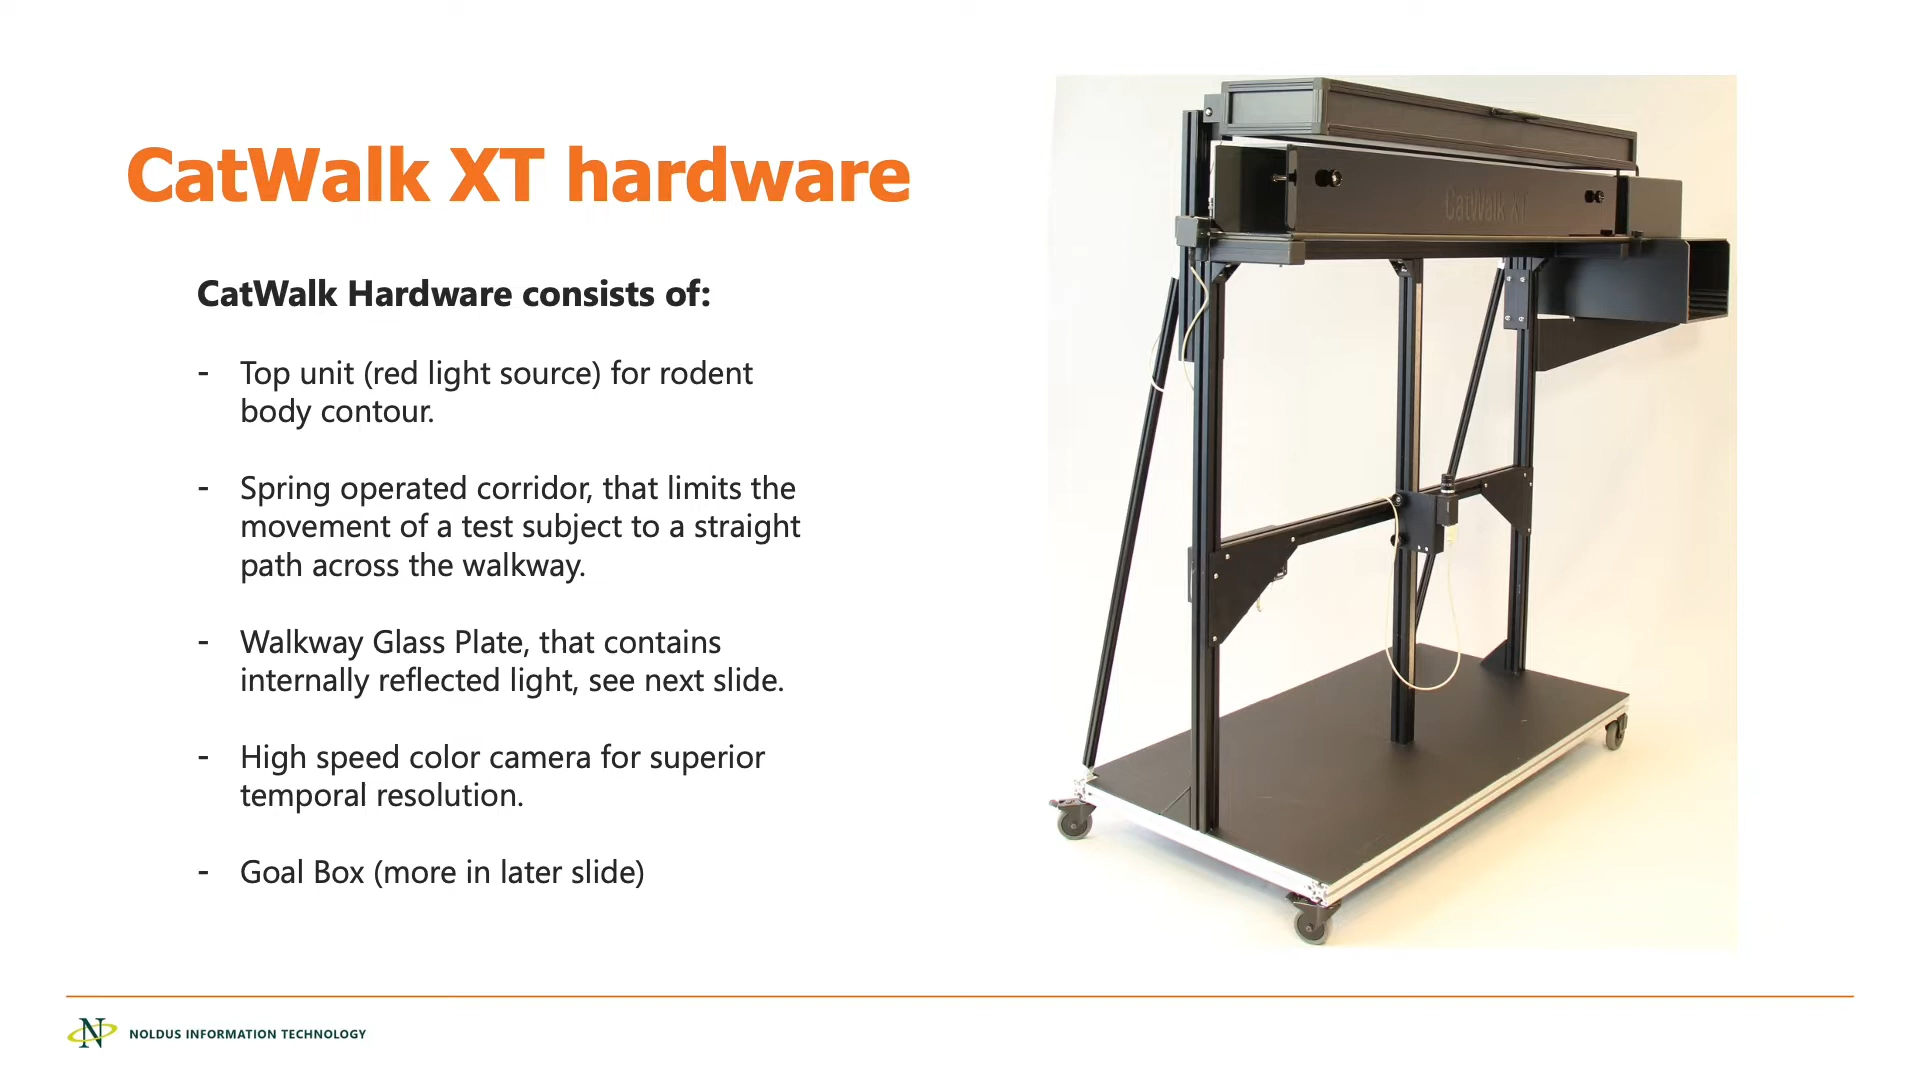 CatWalk XT hardware
CatWalk Hardware consists of:
- Top unit (red light source) for rodent
body contour.
- Spring operated corridor, that limits the
movement of a test subject to a straight
path across the walkway.
- Walkway Glass Plate, that contains
internally reflected light, see next slide.
- High speed color camera for superior
temporal resolution.
- Goal Box (more in later slide)
CatWalk XT
N NOLDUS INFORMATION TECHNOLOGY